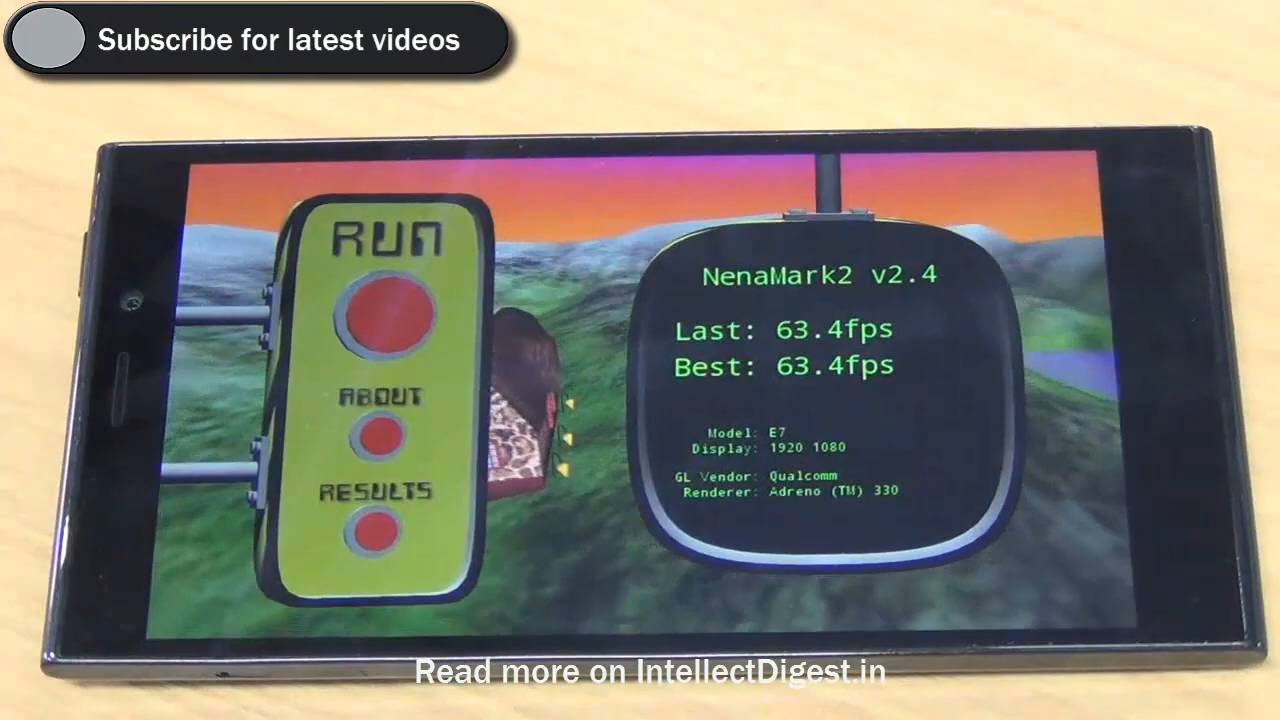 Subscribe for latest videos
RUN
ABOUT
RESULTS
NenaMark2 v2.4
Last: 63.4fps
Best: 63.4fps
Model: E7
Display: 1920 1080
GL Vendor: Qualcomm
Renderer: Adreno (TM) 330
Read more on IntellectDigest.in